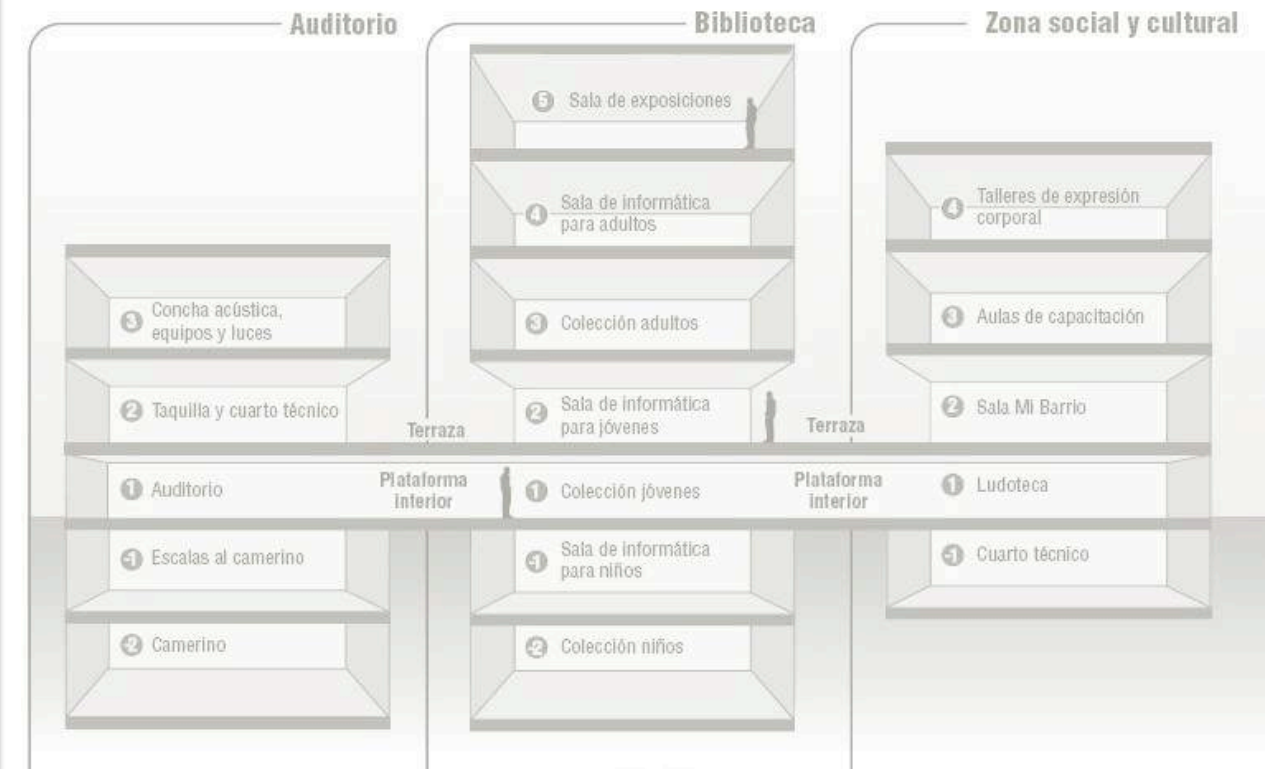 Auditorio
3 Concha acústica,
equipos y luces
2 Taquilla y cuarto técnico
1 Auditorio
-1 Escalas al camerino
-2 Camerino
Terraza
Plataforma
interior
Biblioteca
5 Sala de exposiciones
4 Sala de informática
para adultos
3 Colección adultos
2 Sala de informática
para jóvenes
1 Colección jóvenes
-1 Sala de informática
para niños
-2 Colección niños
Terraza
Plataforma
interior
Zona social y cultural
4 Talleres de expresión
corporal
3 Aulas de capacitación
2 Sala Mi Barrio
1 Ludoteca
-1 Cuarto técnico